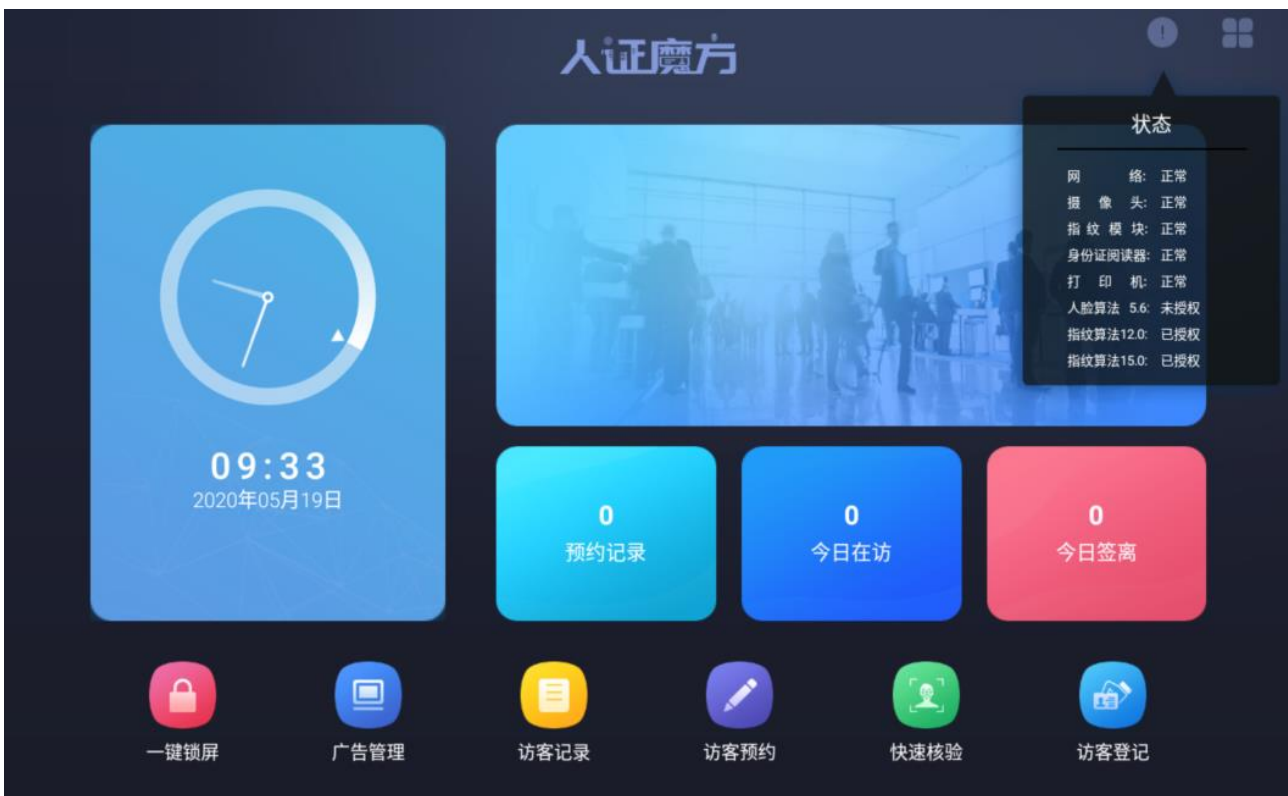 人证魔方
!
状态
网络: 正常
摄像头: 正常
指纹模块: 正常
身份证阅读器: 正常
打印机: 正常
人脸算法 5.6: 未授权
指纹算法12.0: 已授权
指纹算法15.0: 已授权
09:33
2020年05月19日
0
预约记录
0
今日在访
0
今日签离
一键锁屏
广告管理
访客记录
访客预约
快速核验
访客登记